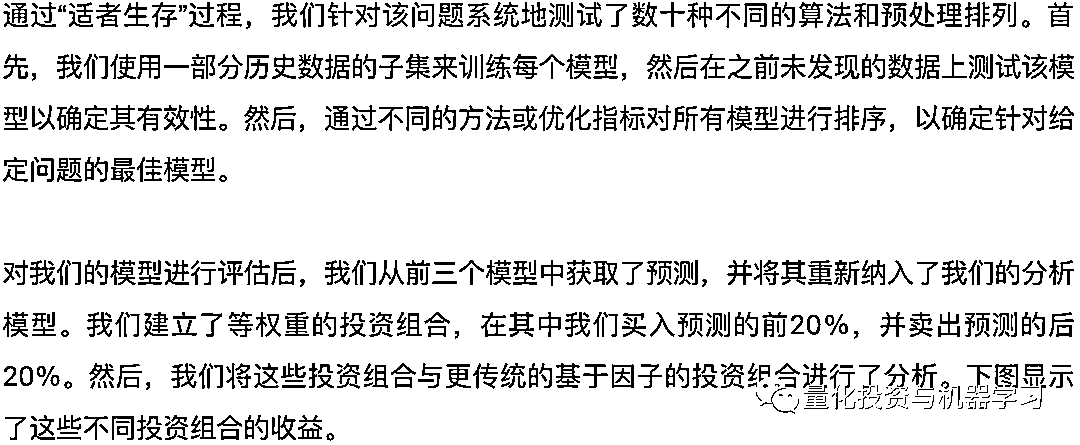 通过“适者生存”过程，我们针对该问题系统地测试了数十种不同的算法和预处理排列。首
先，我们使用一部分历史数据的子集来训练每个模型，然后在之前未发现的数据上测试该模
型以确定其有效性。然后，通过不同的方法或优化指标对所有模型进行排序，以确定针对给
定问题的最佳模型。
对我们的模型进行评估后，我们从前三个模型中获取了预测，并将其重新纳入了我们的分析
模型。我们建立了等权重的投资组合，在其中我们买入预测的前20%，并卖出预测的后
20%。然后，我们将这些投资组合与更传统的基于因子的投资组合进行了分析。下图显示
了这些不同投资组合的收益。
量化投资与机器学习